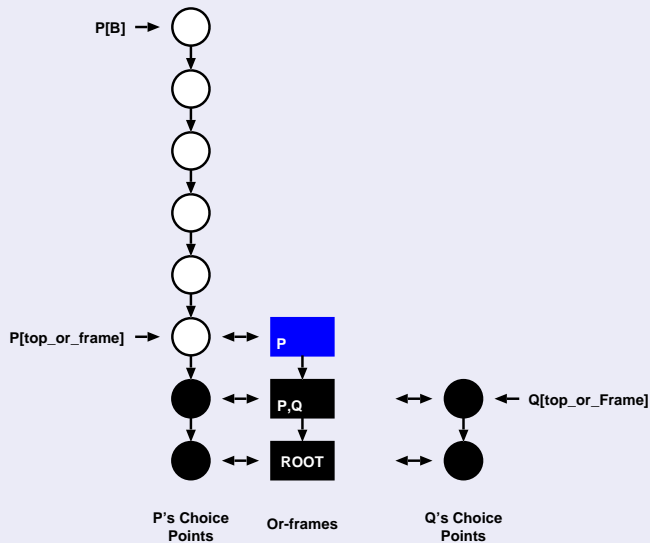 P[B]
P[top_or_frame]
P
P,Q
Q[top_or_Frame]
ROOT
P's Choice
Points
Or-frames
Q's Choice
Points